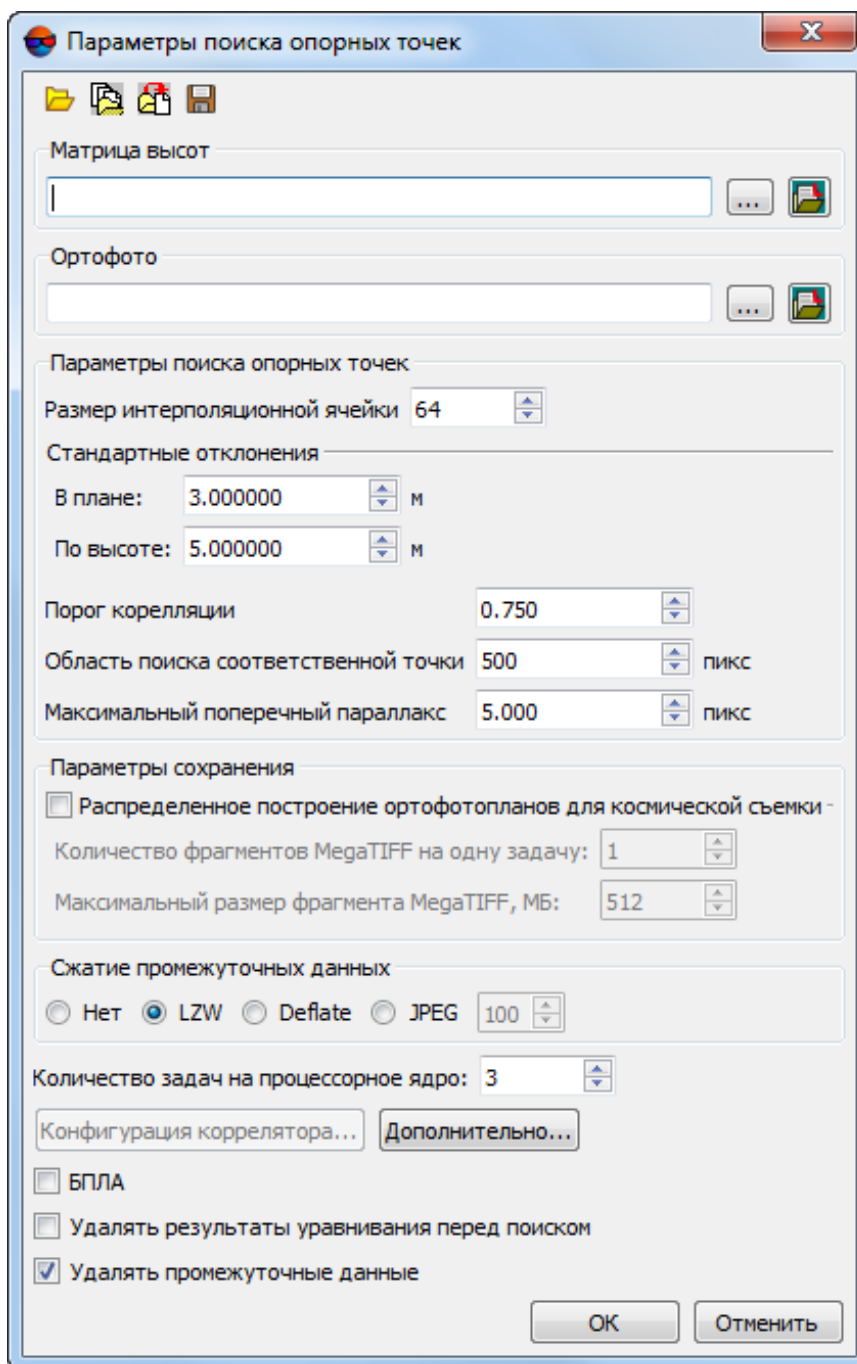 Параметры поиска опорных точек
Матрица высот
...
Ортофото
...
Параметры поиска опорных точек
Размер интерполяционной ячейки 64
Стандартные отклонения
В плане: 3.000000 м
По высоте: 5.000000 м
Порог корелляции 0.750
Область поиска соответственной точки 500 пикс
Максимальный поперечный параллакс 5.000 пикс
Параметры сохранения
Распределенное построение ортофотопланов для космической съемки
Количество фрагментов MegaTIFF на одну задачу: 1
Максимальный размер фрагмента MegaTIFF, МБ: 512
Сжатие промежуточных данных
Нет LZW Deflate JPEG 100
Количество задач на процессорное ядро: 3
Конфигурация коррелятора... Дополнительно...
БПЛА
Удалять результаты уравнивания перед поиском
Удалять промежуточные данные
ОК Отменить